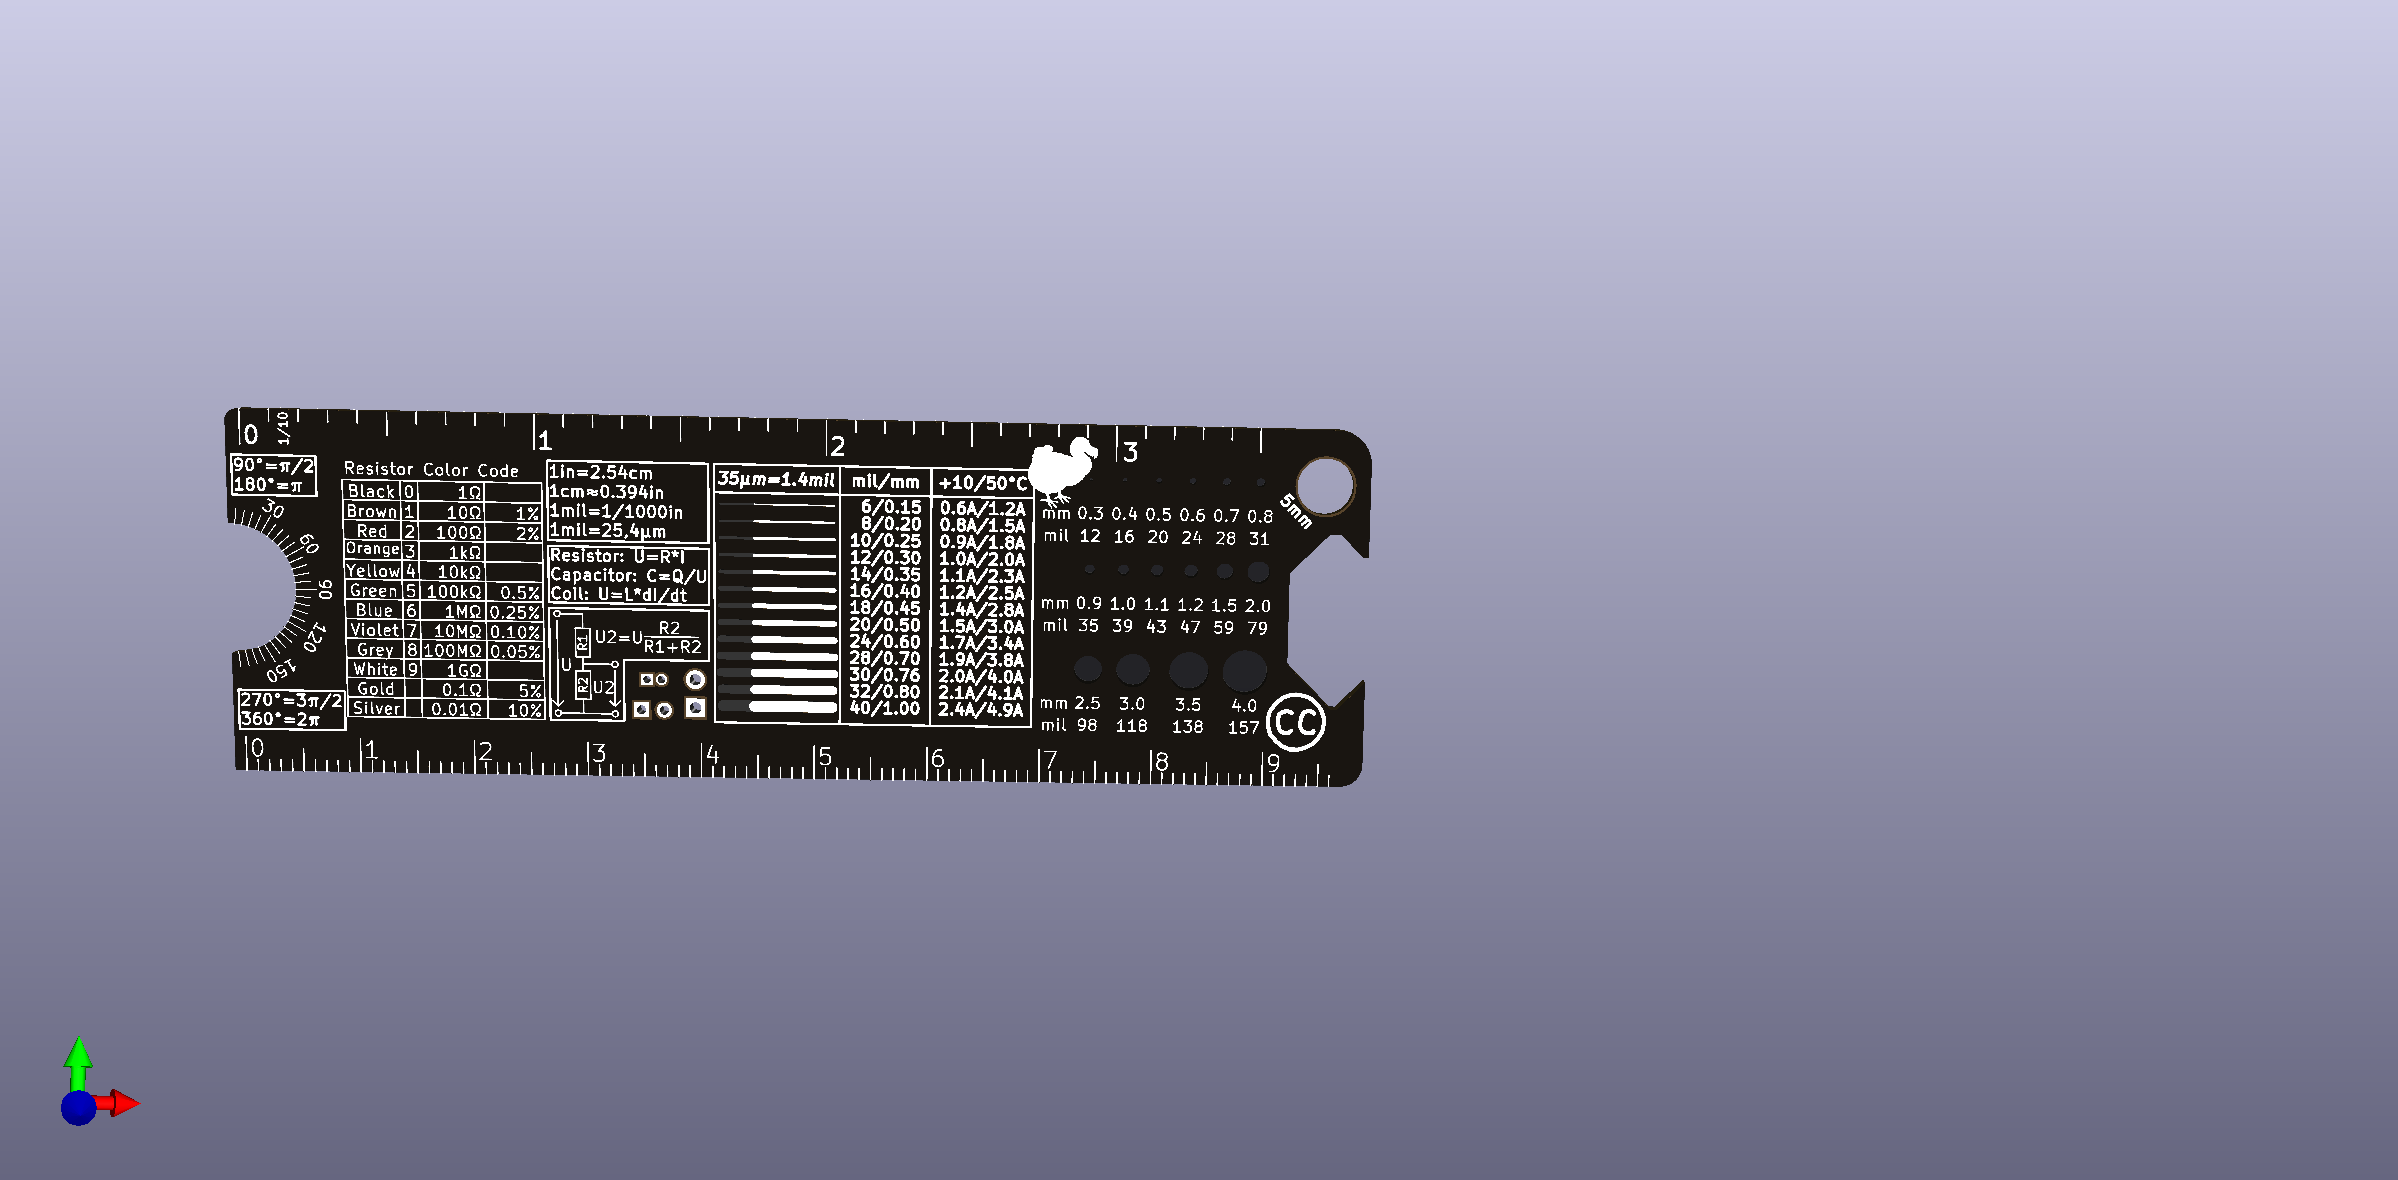 0 1 2 3
1/10
90°=π/2
180°=π
30
60
90
120
150
270°=3π/2
360°=2π
Resistor Color Code
Black 0 1Ω
Brown 1 10Ω 1%
Red 2 100Ω 2%
Orange 3 1kΩ
Yellow 4 10kΩ
Green 5 100kΩ 0.5%
Blue 6 1MΩ 0.25%
Violet 7 10MΩ 0.10%
Grey 8 100MΩ 0.05%
White 9 1GΩ
Gold 0.1Ω 5%
Silver 0.01Ω 10%
1in=2.54cm
1cm≈0.394in
1mil=1/1000in
1mil=25,4µm
Resistor: U=R*I
Capacitor: C=Q/U
Coil: U=L*dI/dt
U
R1
R2
U2
U2=U R2
R1+R2
35µm=1.4mil mil/mm +10/50°C
6/0.15 0.6A/1.2A
8/0.20 0.8A/1.5A
10/0.25 0.9A/1.8A
12/0.30 1.0A/2.0A
14/0.35 1.1A/2.3A
16/0.40 1.2A/2.5A
18/0.45 1.4A/2.8A
20/0.50 1.5A/3.0A
24/0.60 1.7A/3.4A
28/0.70 1.9A/3.8A
30/0.76 2.0A/4.0A
32/0.80 2.1A/4.1A
40/1.00 2.4A/4.9A
mm 0.3 0.4 0.5 0.6 0.7 0.8
mil 12 16 20 24 28 31
mm 0.9 1.0 1.1 1.2 1.5 2.0
mil 35 39 43 47 59 79
mm 2.5 3.0 3.5 4.0
mil 98 118 138 157
5mm
CC
0 1 2 3 4 5 6 7 8 9